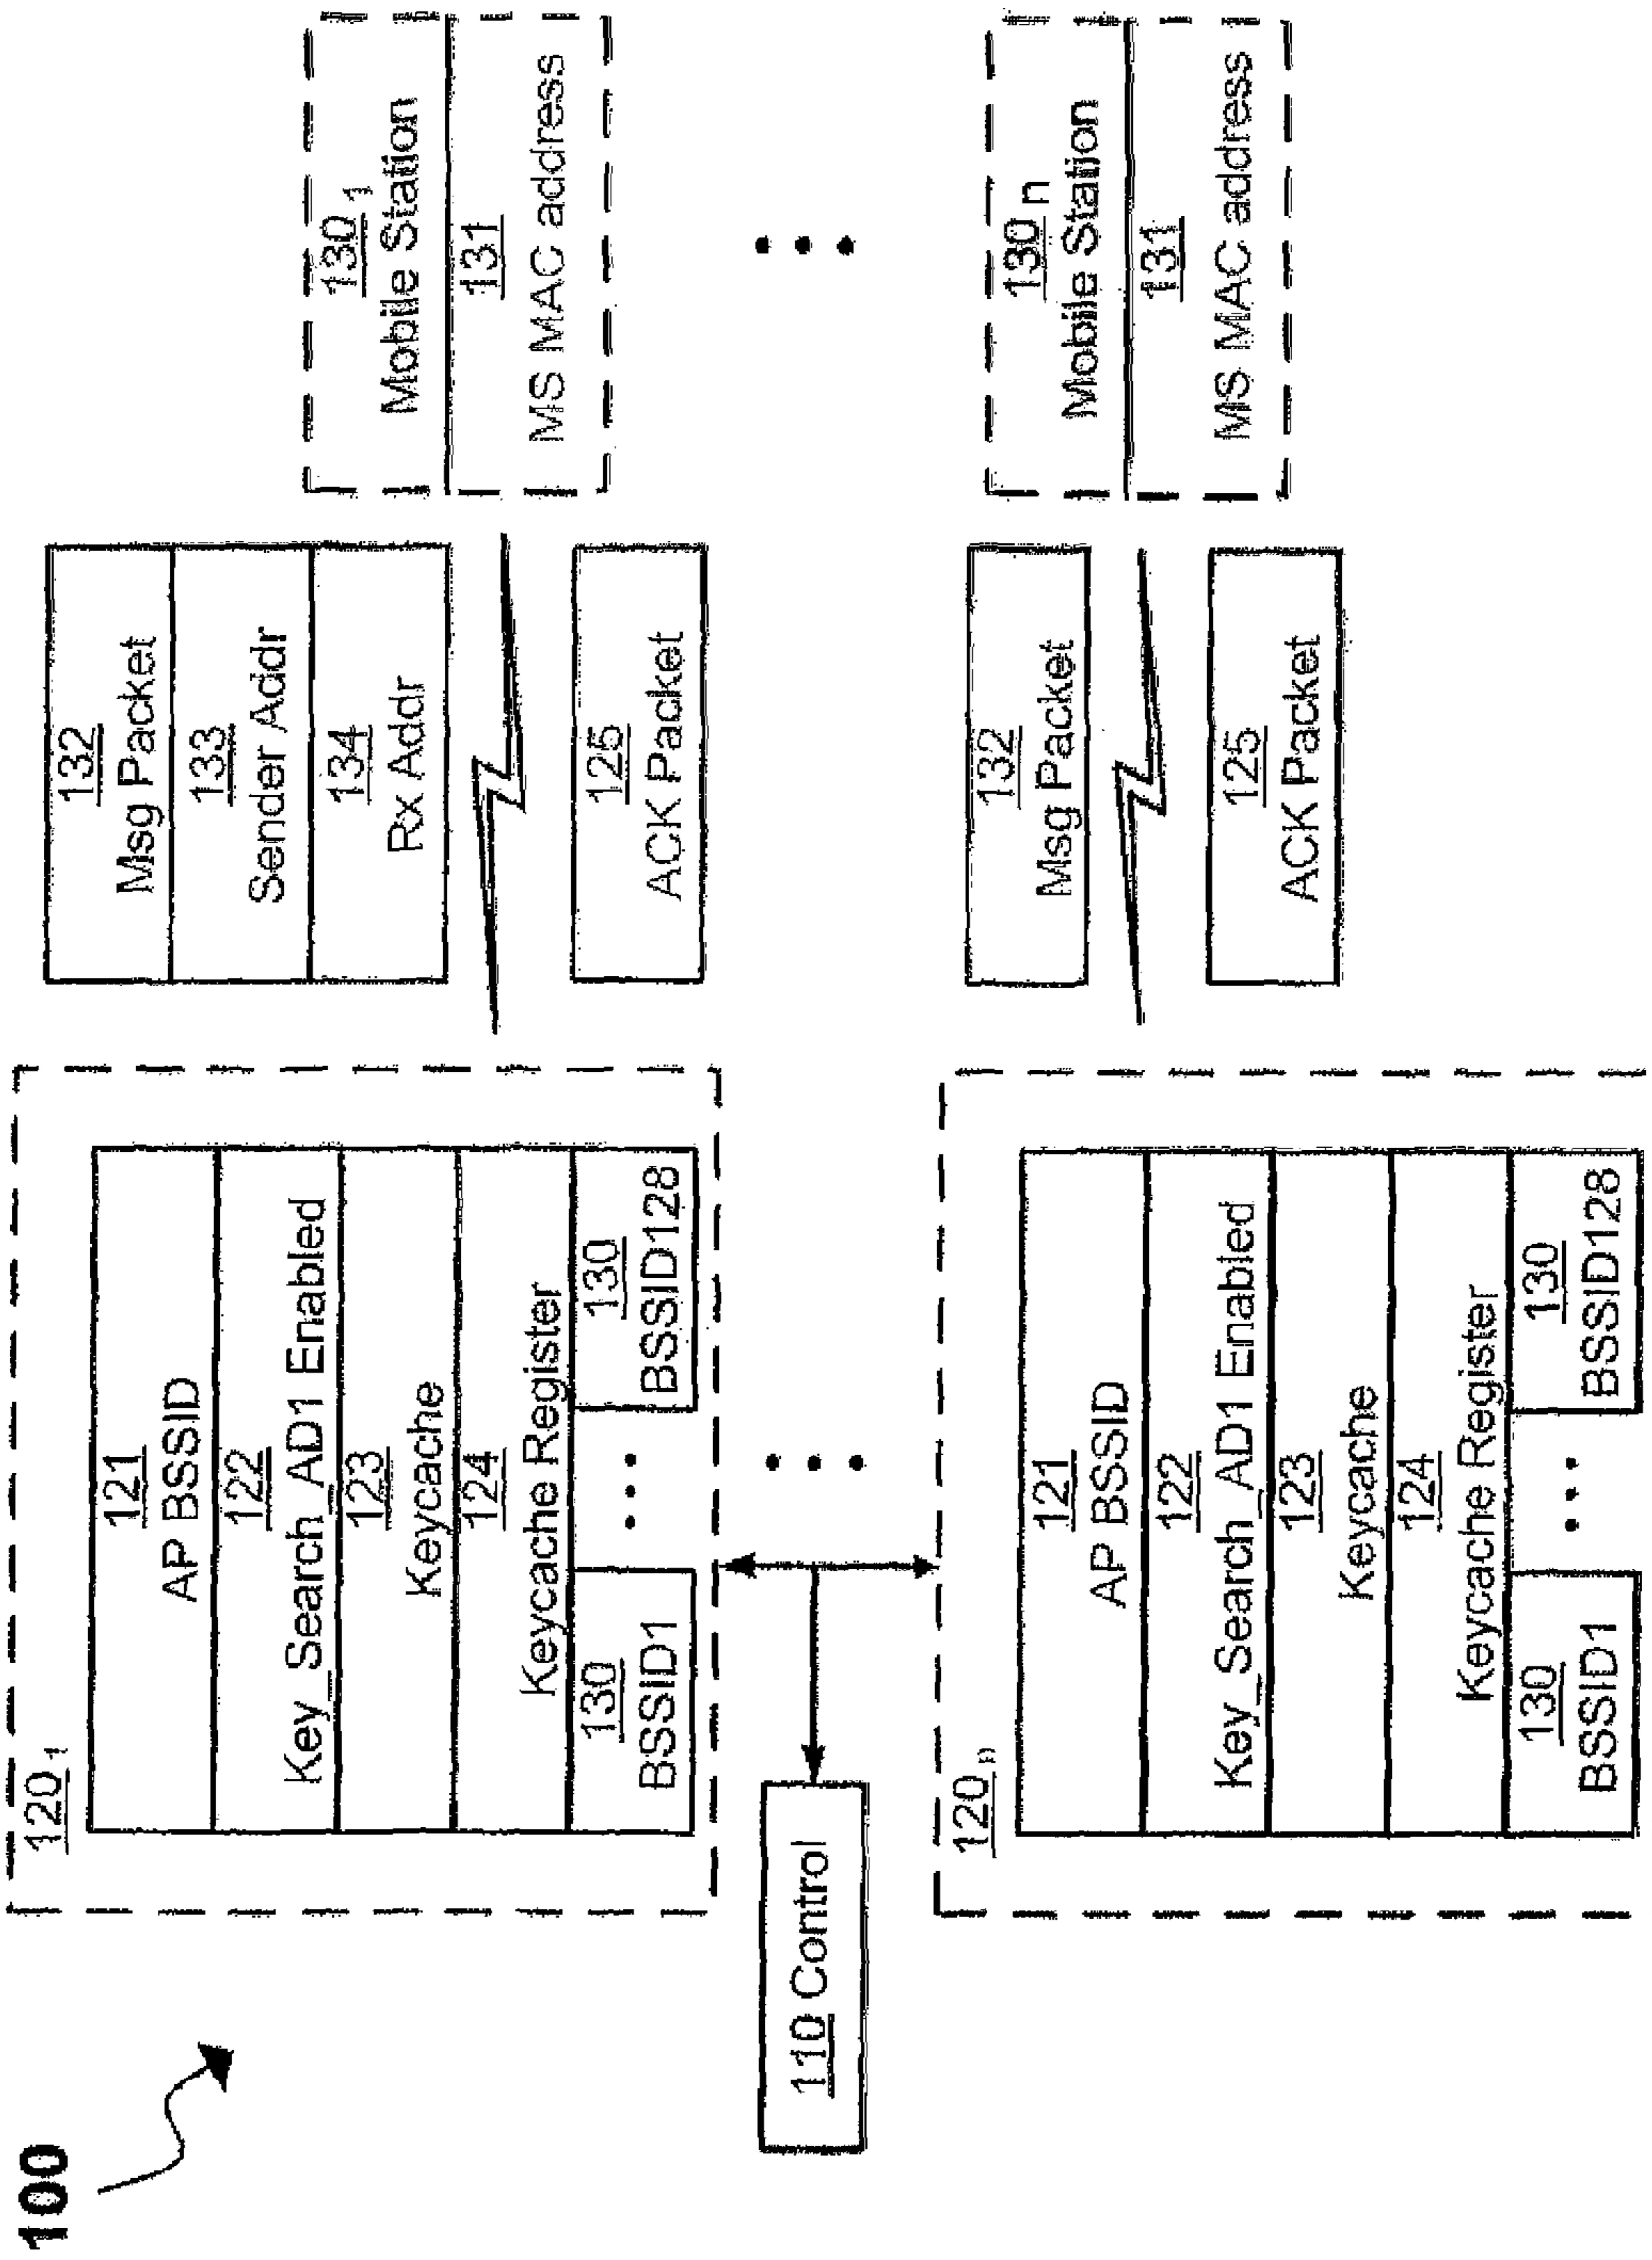 100
110 Control
120 1
121
AP BSSID
122
Key_Search_AD1 Enabled
123
Keycache
124
Keycache Register
130
BSSID1
130
BSSID128
132
Msg Packet
133
Sender Addr
134
Rx Addr
125
ACK Packet
130 1
Mobile Station
131
MS MAC address
120 n
121
AP BSSID
122
Key_Search_AD1 Enabled
123
Keycache
124
Keycache Register
130
BSSID1
130
BSSID128
132
Msg Packet
125
ACK Packet
130 n
Mobile Station
131
MS MAC address